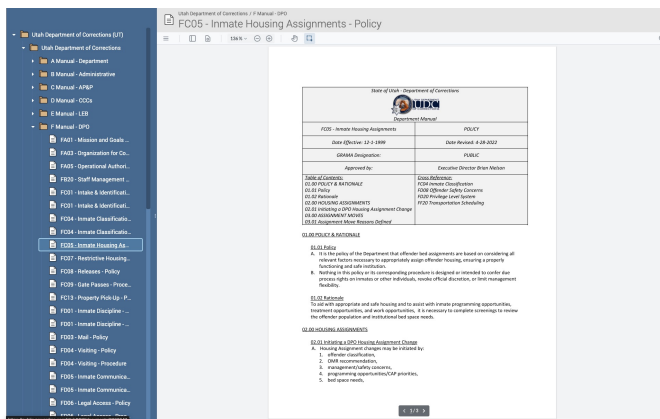 Utah Department of Corrections (UT)
Utah Department of Corrections
A Manual - Department
B Manual - Administrative
C Manual - AP&P
D Manual - CCCs
E Manual - LEB
F Manual - DPO
FA01 - Mission and Goals ...
FA03 - Organization for Co...
FA05 - Operational Authori...
FB20 - Staff Management ...
FC01 - Intake & Identificati...
FC01 - Intake & Identificati...
FC04 - Inmate Classificatio...
FC04 - Inmate Classificatio...
FC05 - Inmate Housing As...
FC07 - Restrictive Housing...
FC08 - Releases - Policy
FC09 - Gate Passes - Proce...
FC13 - Property Pick-Up - P...
FD01 - Inmate Discipline - ...
FD01 - Inmate Discipline - ...
FD03 - Mail - Policy
FD04 - Visiting - Policy
FD04 - Visiting - Procedure
FD05 - Inmate Communica...
FD05 - Inmate Communica...
FD06 - Legal Access - Policy
Utah Department of Corrections / F Manual - DPO
FC05 - Inmate Housing Assignments - Policy
136 %
State of Utah - Department of Corrections
UDC
Department Manual
FC05 - Inmate Housing Assignments POLICY
Date Effective: 12-1-1999 Date Revised: 4-28-2022
GRAMA Designation: PUBLIC
Approved by: Executive Director Brian Nielson
Table of Contents:
01.00 POLICY & RATIONALE
01.01 Policy
01.02 Rationale
02.00 HOUSING ASSIGNMENTS
02.01 Initiating a DPO Housing Assignment Change
03.00 ASSIGNMENT MOVES
03.01 Assignment Move Reasons Defined
Cross Reference:
FC04 Inmate Classification
FD08 Offender Safety Concerns
FD20 Privilege Level System
FF20 Transportation Scheduling
01.00 POLICY & RATIONALE
01.01 Policy
A. It is the policy of the Department that offender bed assignments are based on considering all
relevant factors necessary to appropriately assign offender housing, ensuring a properly
functioning and safe institution.
B. Nothing in this policy or its corresponding procedure is designed or intended to confer due
process rights on inmates or other individuals, revoke official discretion, or limit management
flexibility.
01.02 Rationale
To aid with appropriate and safe housing and to assist with inmate programming opportunities,
treatment opportunities, and work opportunities, it is necessary to complete screenings to review
the offender population and institutional bed space needs.
02.00 HOUSING ASSIGNMENTS
02.01 Initiating a DPO Housing Assignment Change
A. Housing Assignment changes may be initiated by:
1. offender classification,
2. OMR recommendation,
3. management/safety concerns,
4. programming opportunities/CAP priorities,
5. bed space needs,
1/3